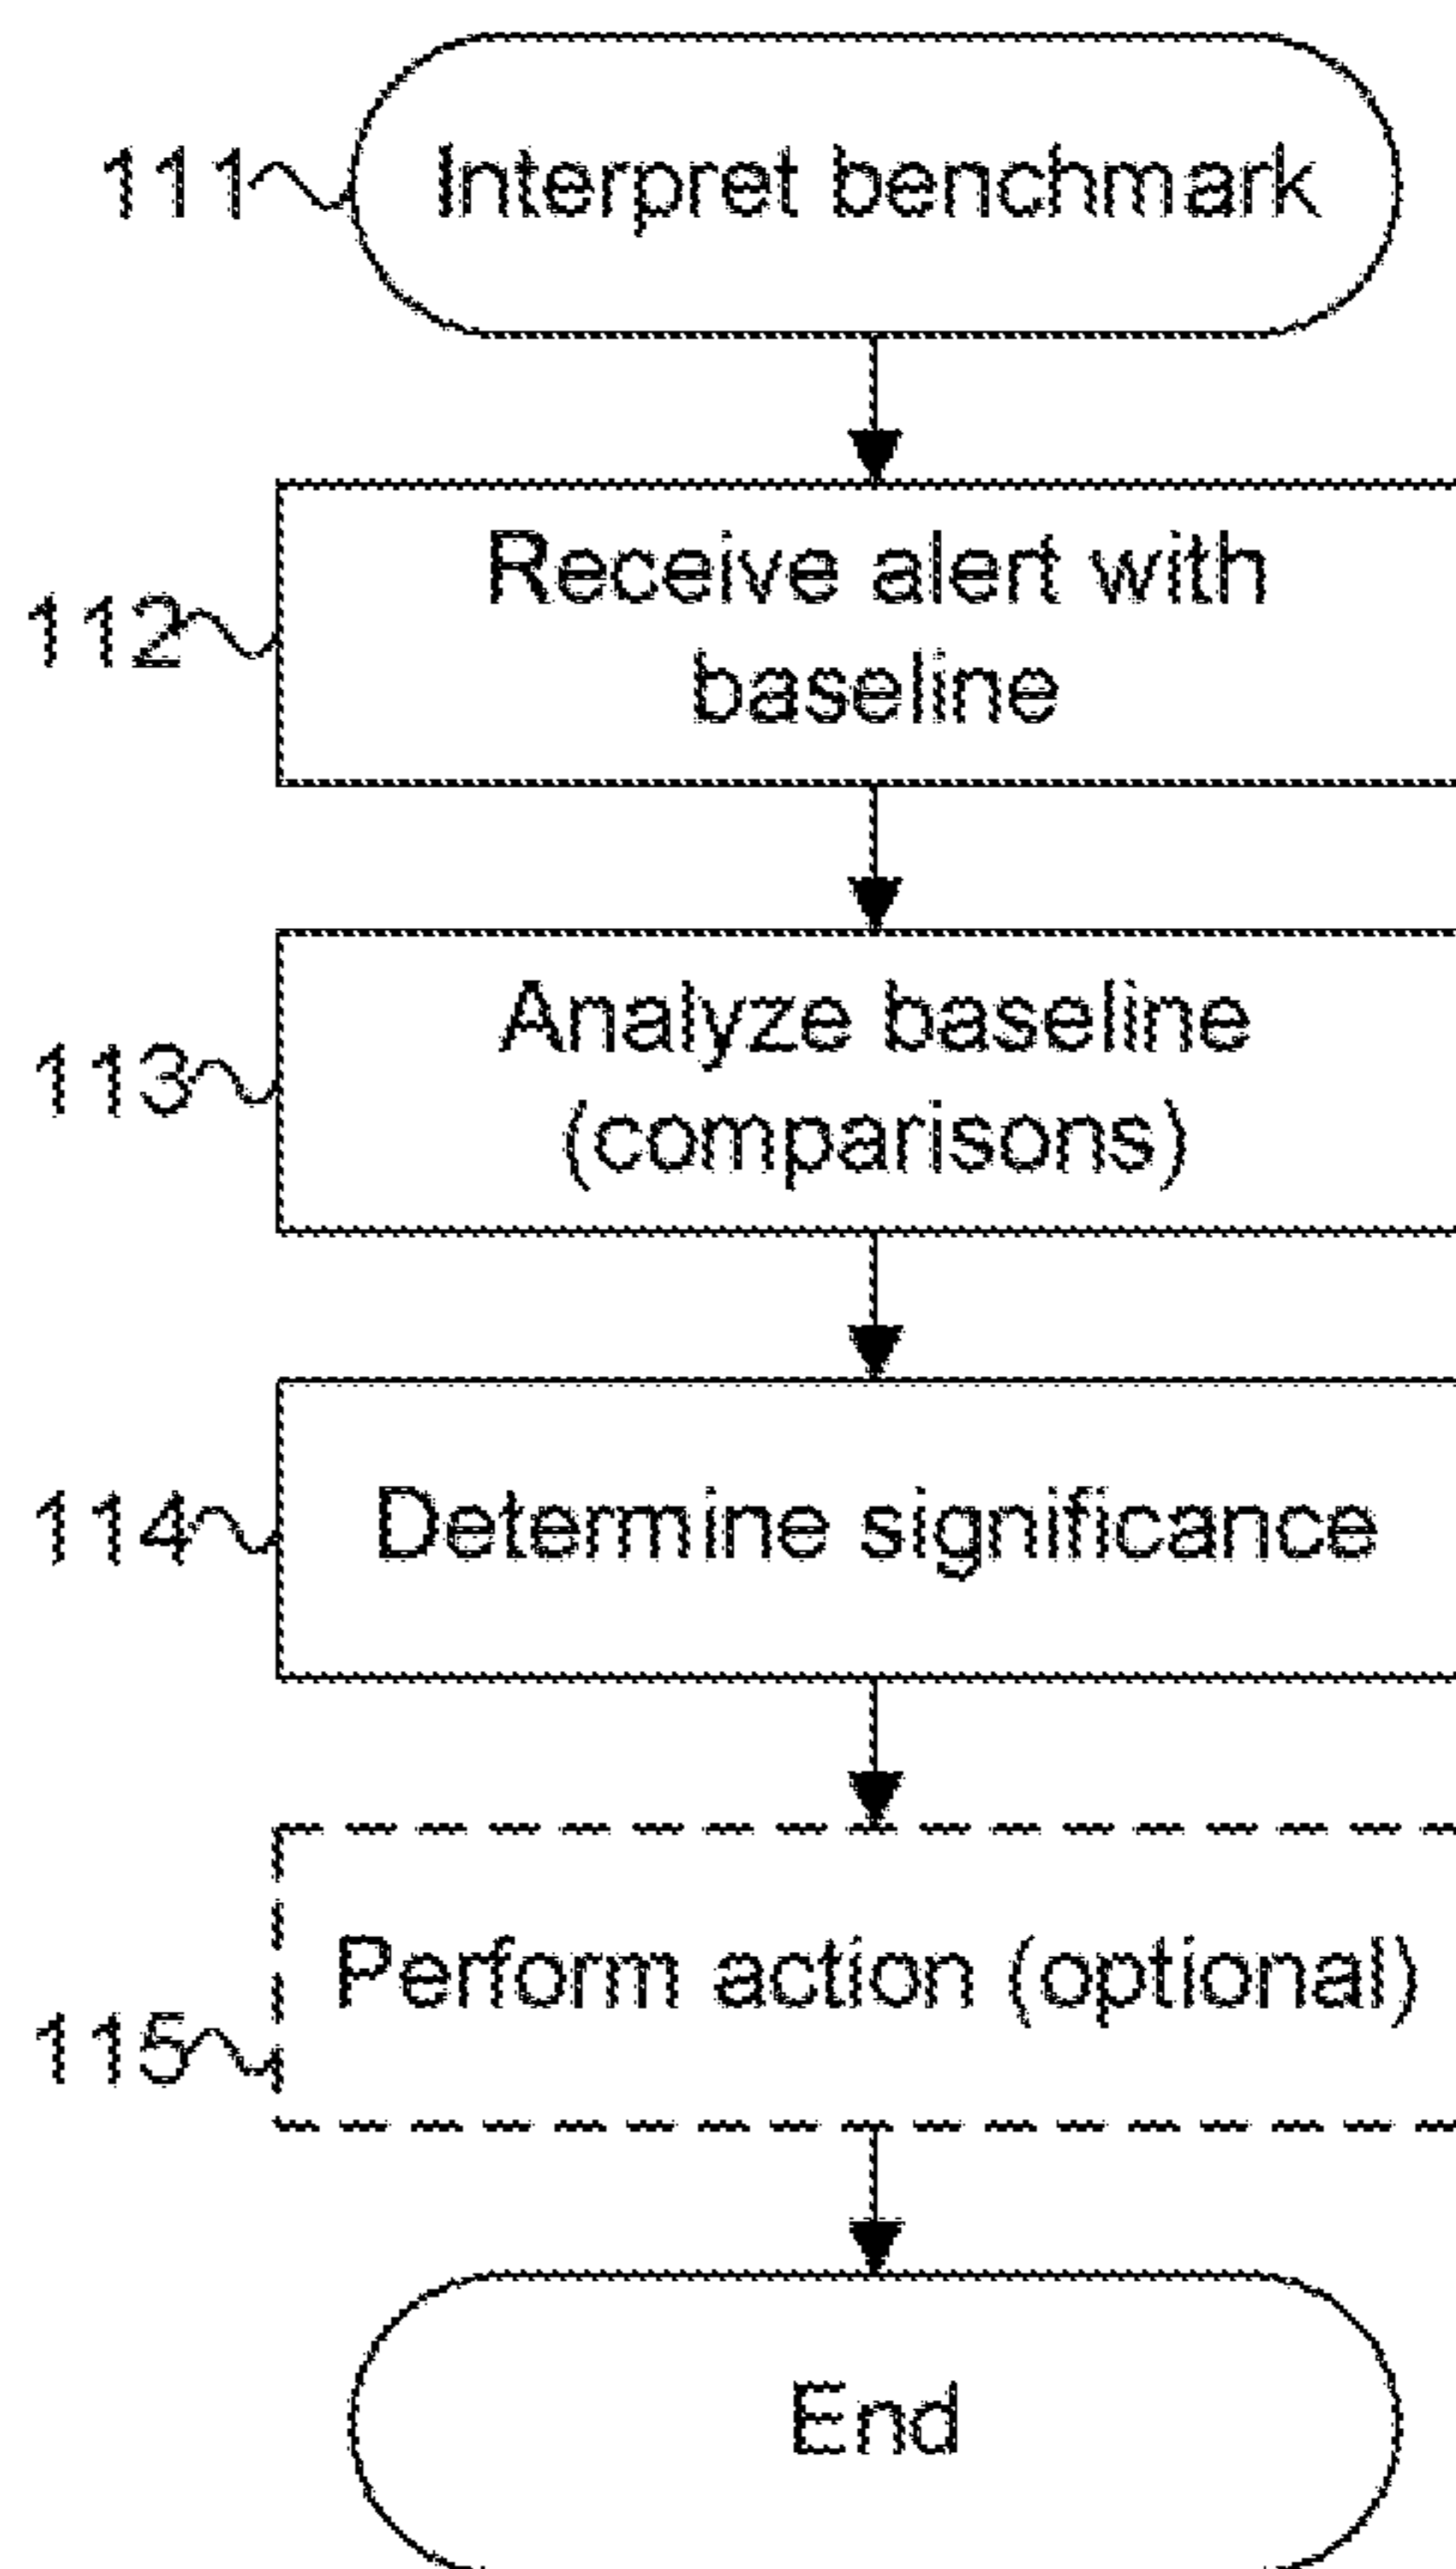 111
Interpret benchmark
112
Receive alert with
baseline
113
Analyze baseline
(comparisons)
114
Determine significance
115
Perform action (optional)
End